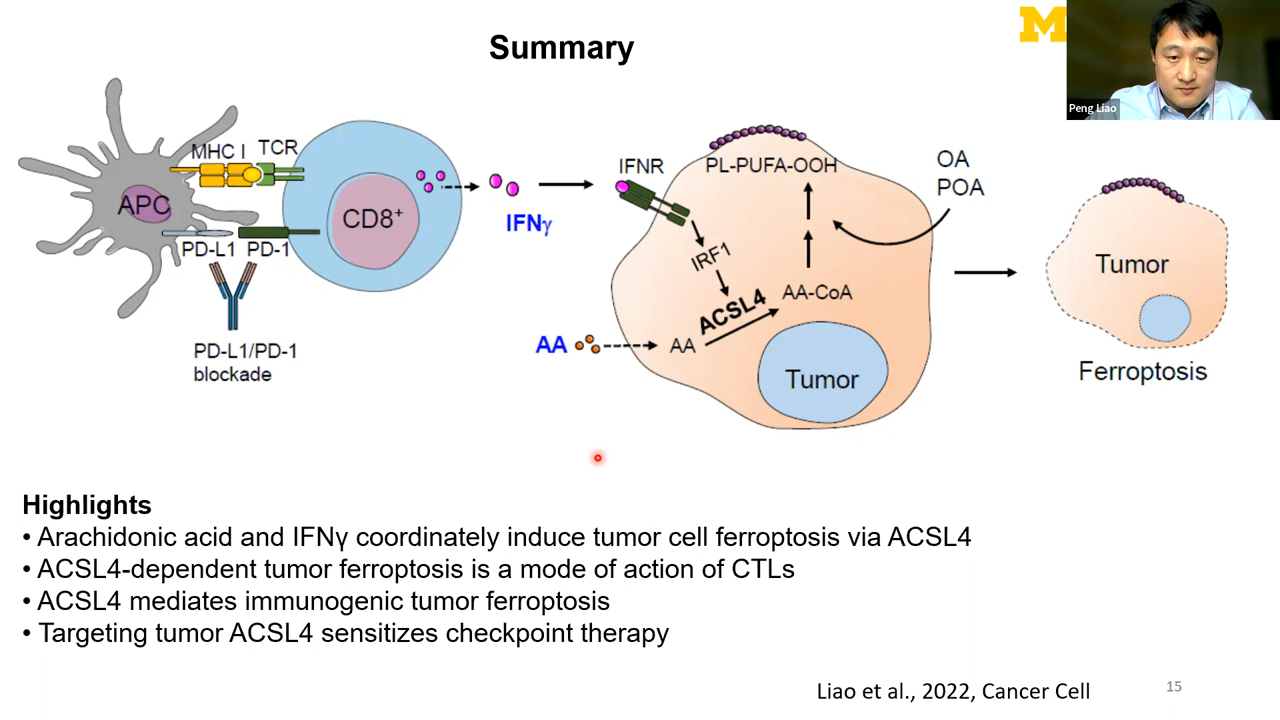 Summary
M
Peng Liao
MHC I
TCR
APC
CD8+
PD-L1
PD-1
IFNγ
PD-L1/PD-1
blockade
IFNR
PL-PUFA-OOH
OA
POA
IRF1
ACSL4
AA-CoA
AA
AA
Tumor
Tumor
Ferroptosis
Highlights
• Arachidonic acid and IFNγ coordinately induce tumor cell ferroptosis via ACSL4
• ACSL4-dependent tumor ferroptosis is a mode of action of CTLs
• ACSL4 mediates immunogenic tumor ferroptosis
• Targeting tumor ACSL4 sensitizes checkpoint therapy
Liao et al., 2022, Cancer Cell
15